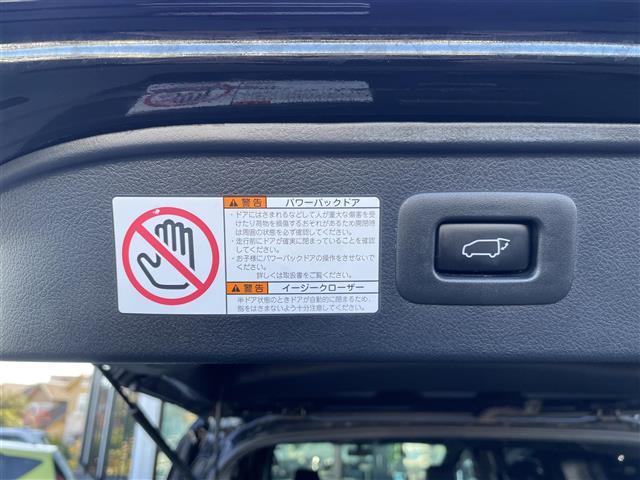 警告 パワーバックドア
・ドアにはさまれるなどして人が重大な傷害を受
けたり荷物を損傷するおそれがあるため開閉時
は周囲の状態を必ず確認してください。
・走行前にドアが確実に閉まっていることを確認
してください。
・お子様にパワーバックドアの操作をさせないで
ください。
詳しくは取扱書をご覧ください。
警告 イージークローザー
半ドア状態のときドアが自動的に閉まるため、
指をはさまないよう十分注意してください。